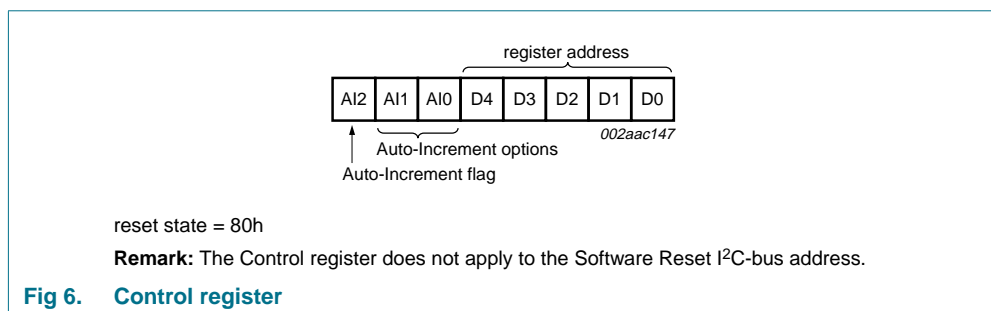 register address
AI2 AI1 AI0 D4 D3 D2 D1 D0
002aac147
Auto-Increment options
Auto-Increment flag
reset state = 80h
Remark: The Control register does not apply to the Software Reset I2C-bus address.
Fig 6. Control register